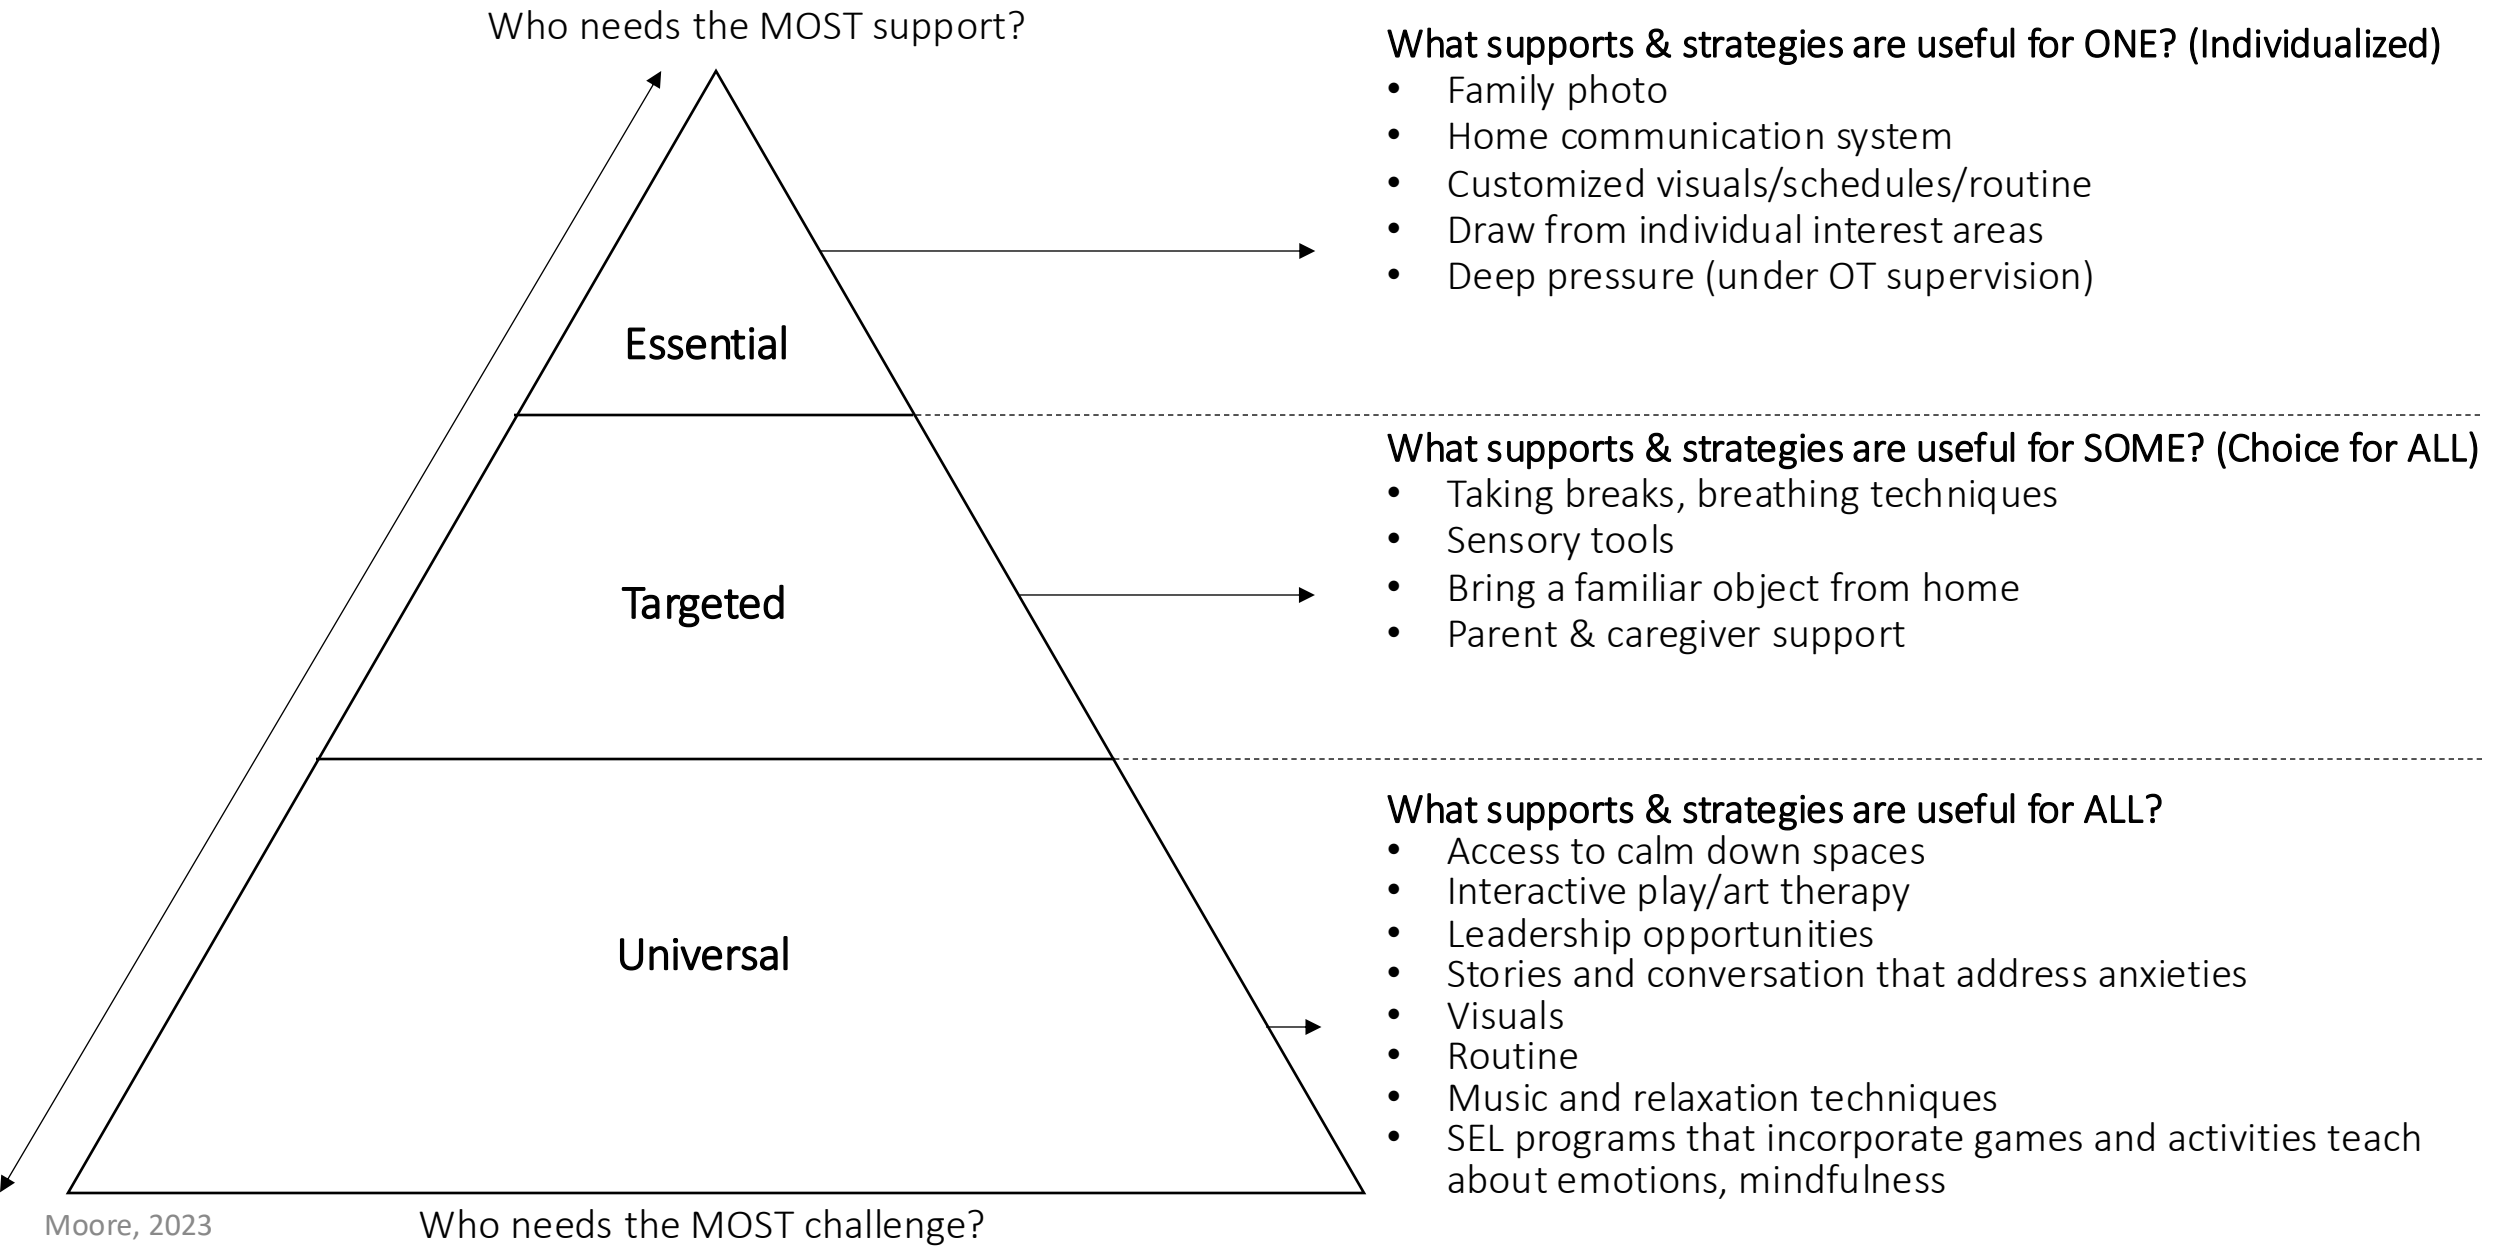 Who needs the MOST support?
What supports & strategies are useful for ONE? (Individualized)
• Family photo
• Home communication system
• Customized visuals/schedules/routine
• Draw from individual interest areas
• Deep pressure (under OT supervision)
Essential
What supports & strategies are useful for SOME? (Choice for ALL)
• Taking breaks, breathing techniques
• Sensory tools
• Bring a familiar object from home
• Parent & caregiver support
Targeted
What supports & strategies are useful for ALL?
• Access to calm down spaces
• Interactive play/art therapy
• Leadership opportunities
• Stories and conversation that address anxieties
• Visuals
• Routine
• Music and relaxation techniques
• SEL programs that incorporate games and activities teach
about emotions, mindfulness
Universal
Who needs the MOST challenge?
Moore, 2023